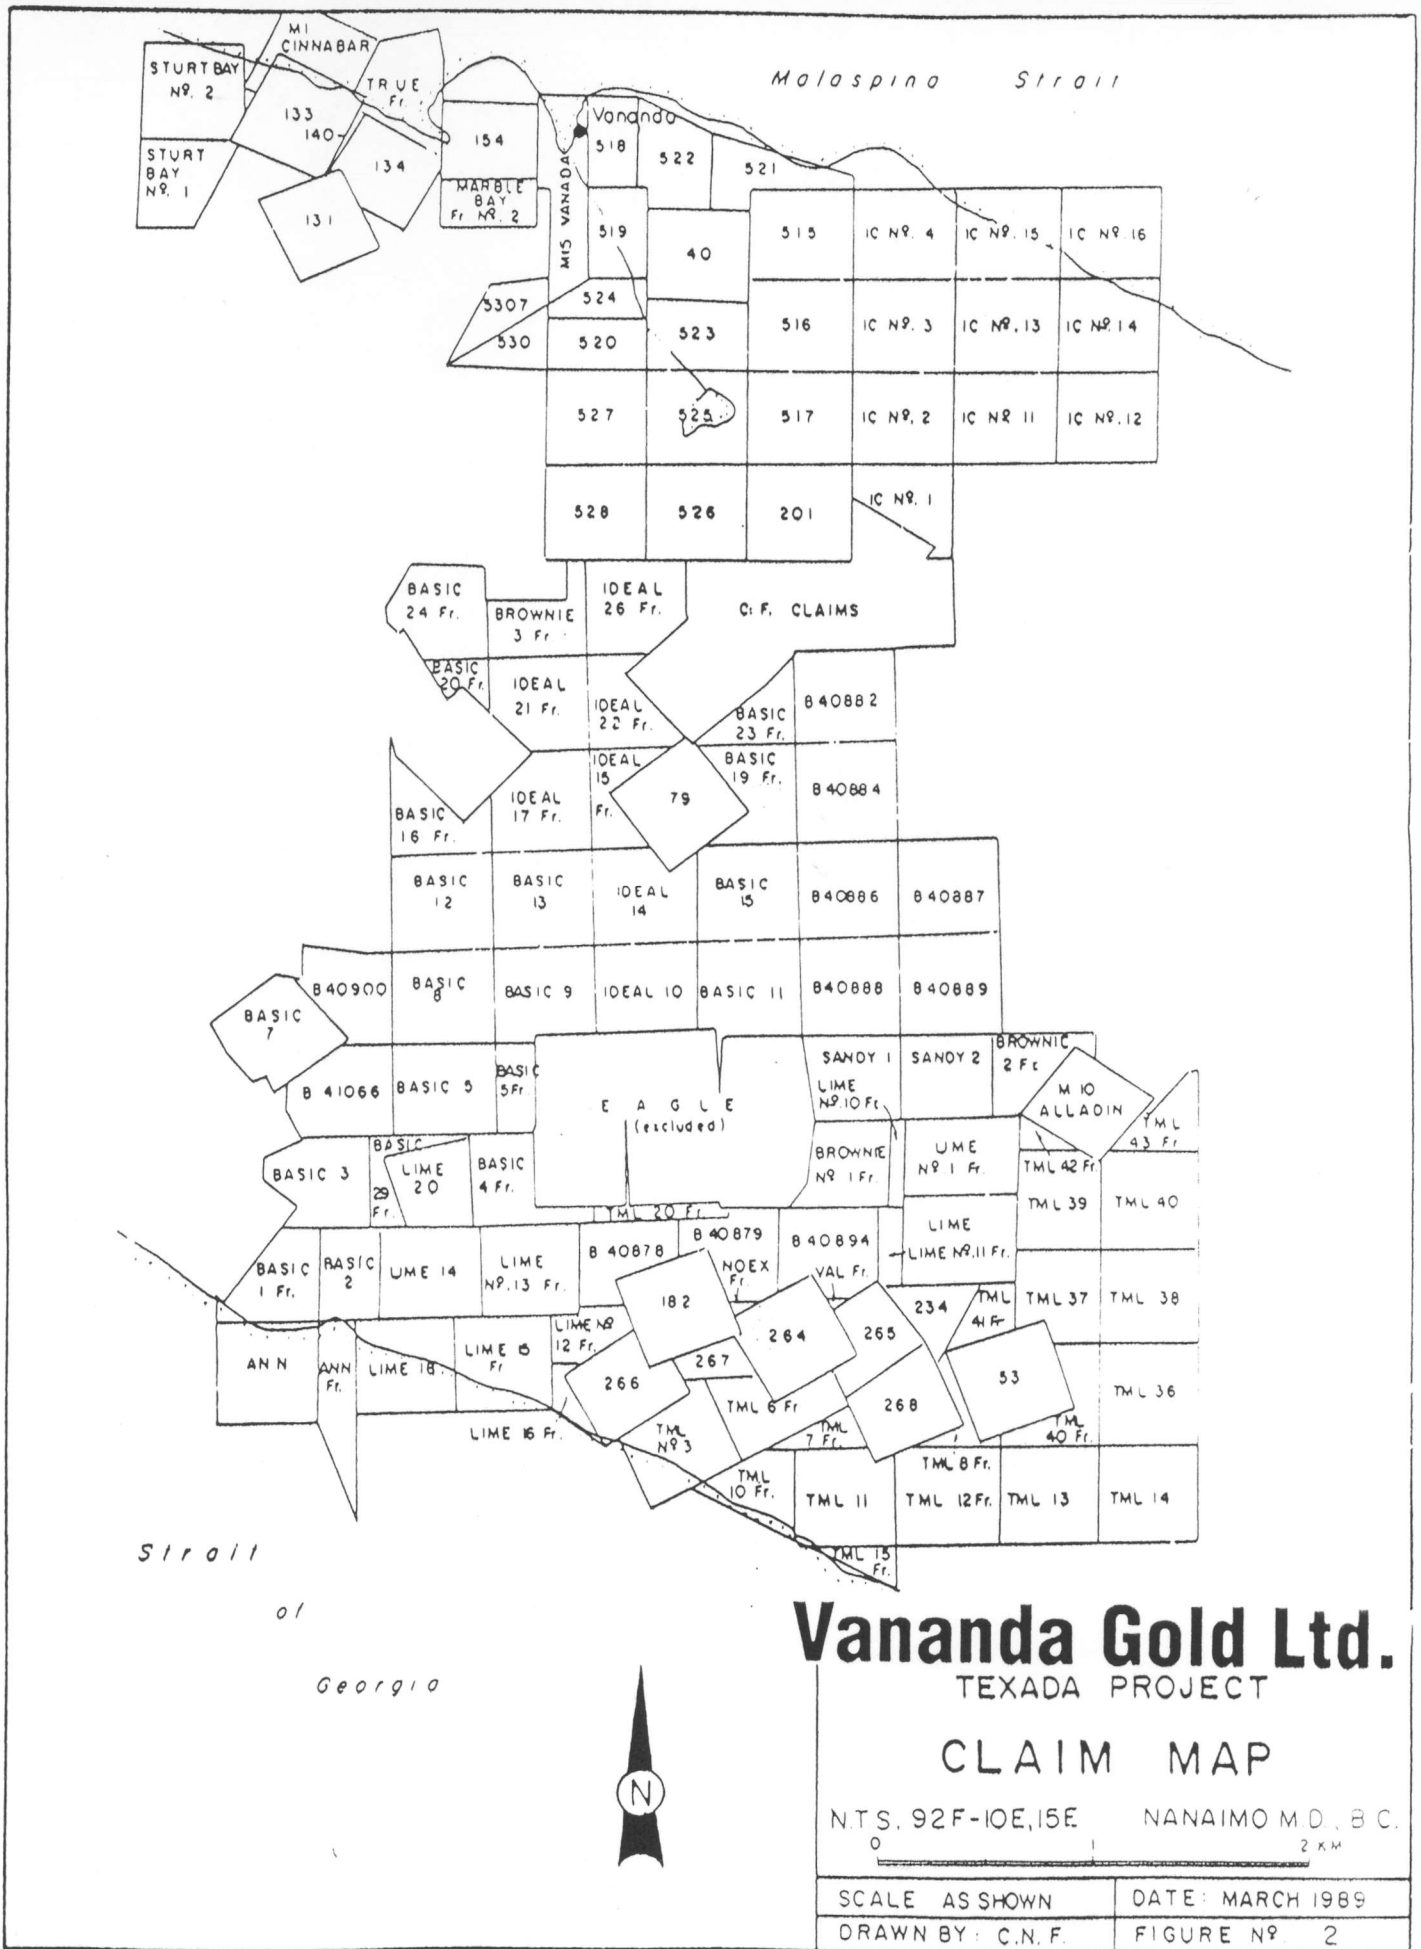 Malaspina Strait
MI
CINNABAR
STURT BAY
Nº. 2
TRUE
Fr.
133
140
134
STURT
BAY
Nº. 1
131
154
MARBLE
BAY
Fr Nº. 2
M15 VANADA
Vananda
518
522
521
519
40
515
IC Nº. 4
IC Nº. 15
IC Nº. 16
5307
524
530
520
523
516
IC Nº. 3
IC Nº. 13
IC Nº. 14
527
525
517
IC Nº. 2
IC Nº 11
IC Nº. 12
528
526
201
IC Nº. 1
BASIC
24 Fr.
BROWNIE
3 Fr.
IDEAL
26 Fr.
C.F. CLAIMS
BASIC
20 Fr.
IDEAL
21 Fr.
IDEAL
22 Fr.
BASIC
23 Fr.
B 40882
BASIC
16 Fr.
IDEAL
17 Fr.
IDEAL
15
Fr.
79
BASIC
19 Fr.
B 40884
BASIC
12
BASIC
13
IDEAL
14
BASIC
15
B 40886
B 40887
BASIC
7
B 40900
BASIC
8
BASIC 9
IDEAL 10
BASIC 11
B40888
B 40889
B 41066
BASIC 5
BASIC
5 Fr.
E A G L E
(excluded)
SANDY 1
SANDY 2
BROWNIE
2 Fr
LIME
Nº. 10 Fr.
M 10
ALLADIN
TML
43 Fr
BASIC 3
BASIC
29
Fr.
LIME
20
BASIC
4 Fr.
BROWNIE
Nº 1 Fr.
LIME
Nº 1 Fr.
TML 42 Fr.
TML 39
TML 40
TML 20 Fr.
BASIC
1 Fr.
BASIC
2
LIME 14
LIME
Nº. 13 Fr.
B 40878
B 40879
NOEX
Fr.
B 40894
VAL Fr.
LIME
LIME Nº. 11 Fr.
TML 37
TML 38
TML
41 Fr
234
182
264
265
LIME Nº
12 Fr.
ANN
ANN
Fr.
LIME 18
LIME 15
Fr
266
267
TML 6 Fr
268
53
TML 36
LIME 16 Fr.
TML
Nº 3
TML
7 Fr.
TML
40 Fr.
TML
10 Fr.
TML 8 Fr.
TML 11
TML 12 Fr.
TML 13
TML 14
TML 15
Fr.
Strait
of
Georgia
N
Vananda Gold Ltd.
TEXADA PROJECT
CLAIM MAP
N.T.S. 92F-10E,15E NANAIMO M.D., B.C.
0 1 2 KM
SCALE AS SHOWN
DATE: MARCH 1989
DRAWN BY: C.N.F.
FIGURE Nº. 2